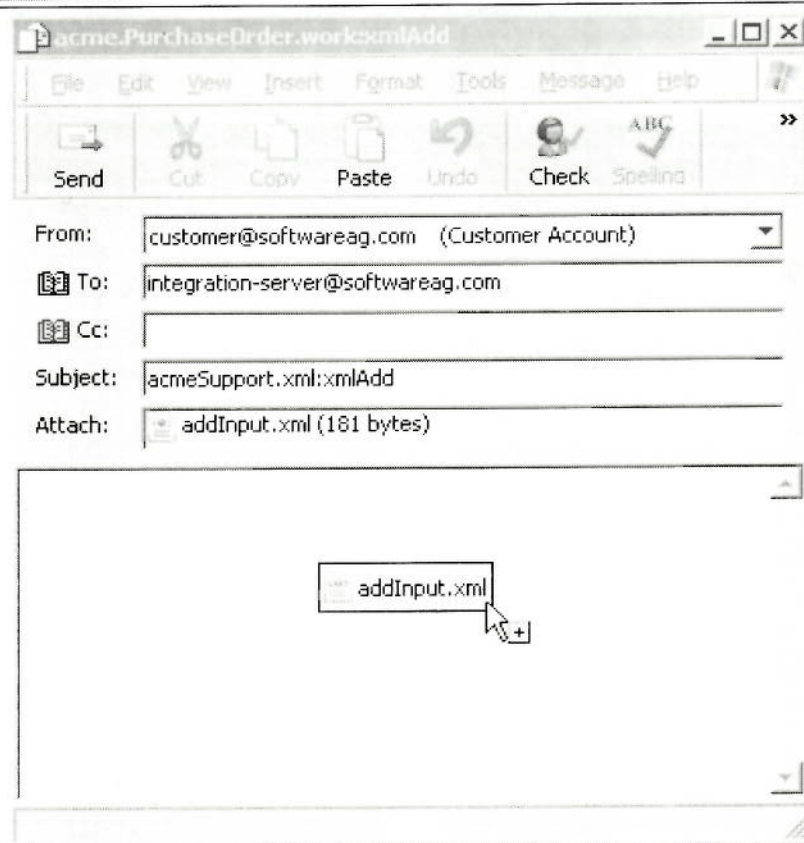 acme.PurchaseOrder.work:xmlAdd
File Edit View Insert Format Tools Message Help
Send Cut Copy Paste Undo Check ABC Spelling »
From: customer@softwareag.com (Customer Account)
To: integration-server@softwareag.com
Cc:
Subject: acmeSupport.xml:xmlAdd
Attach: addInput.xml (181 bytes)
addInput.xml